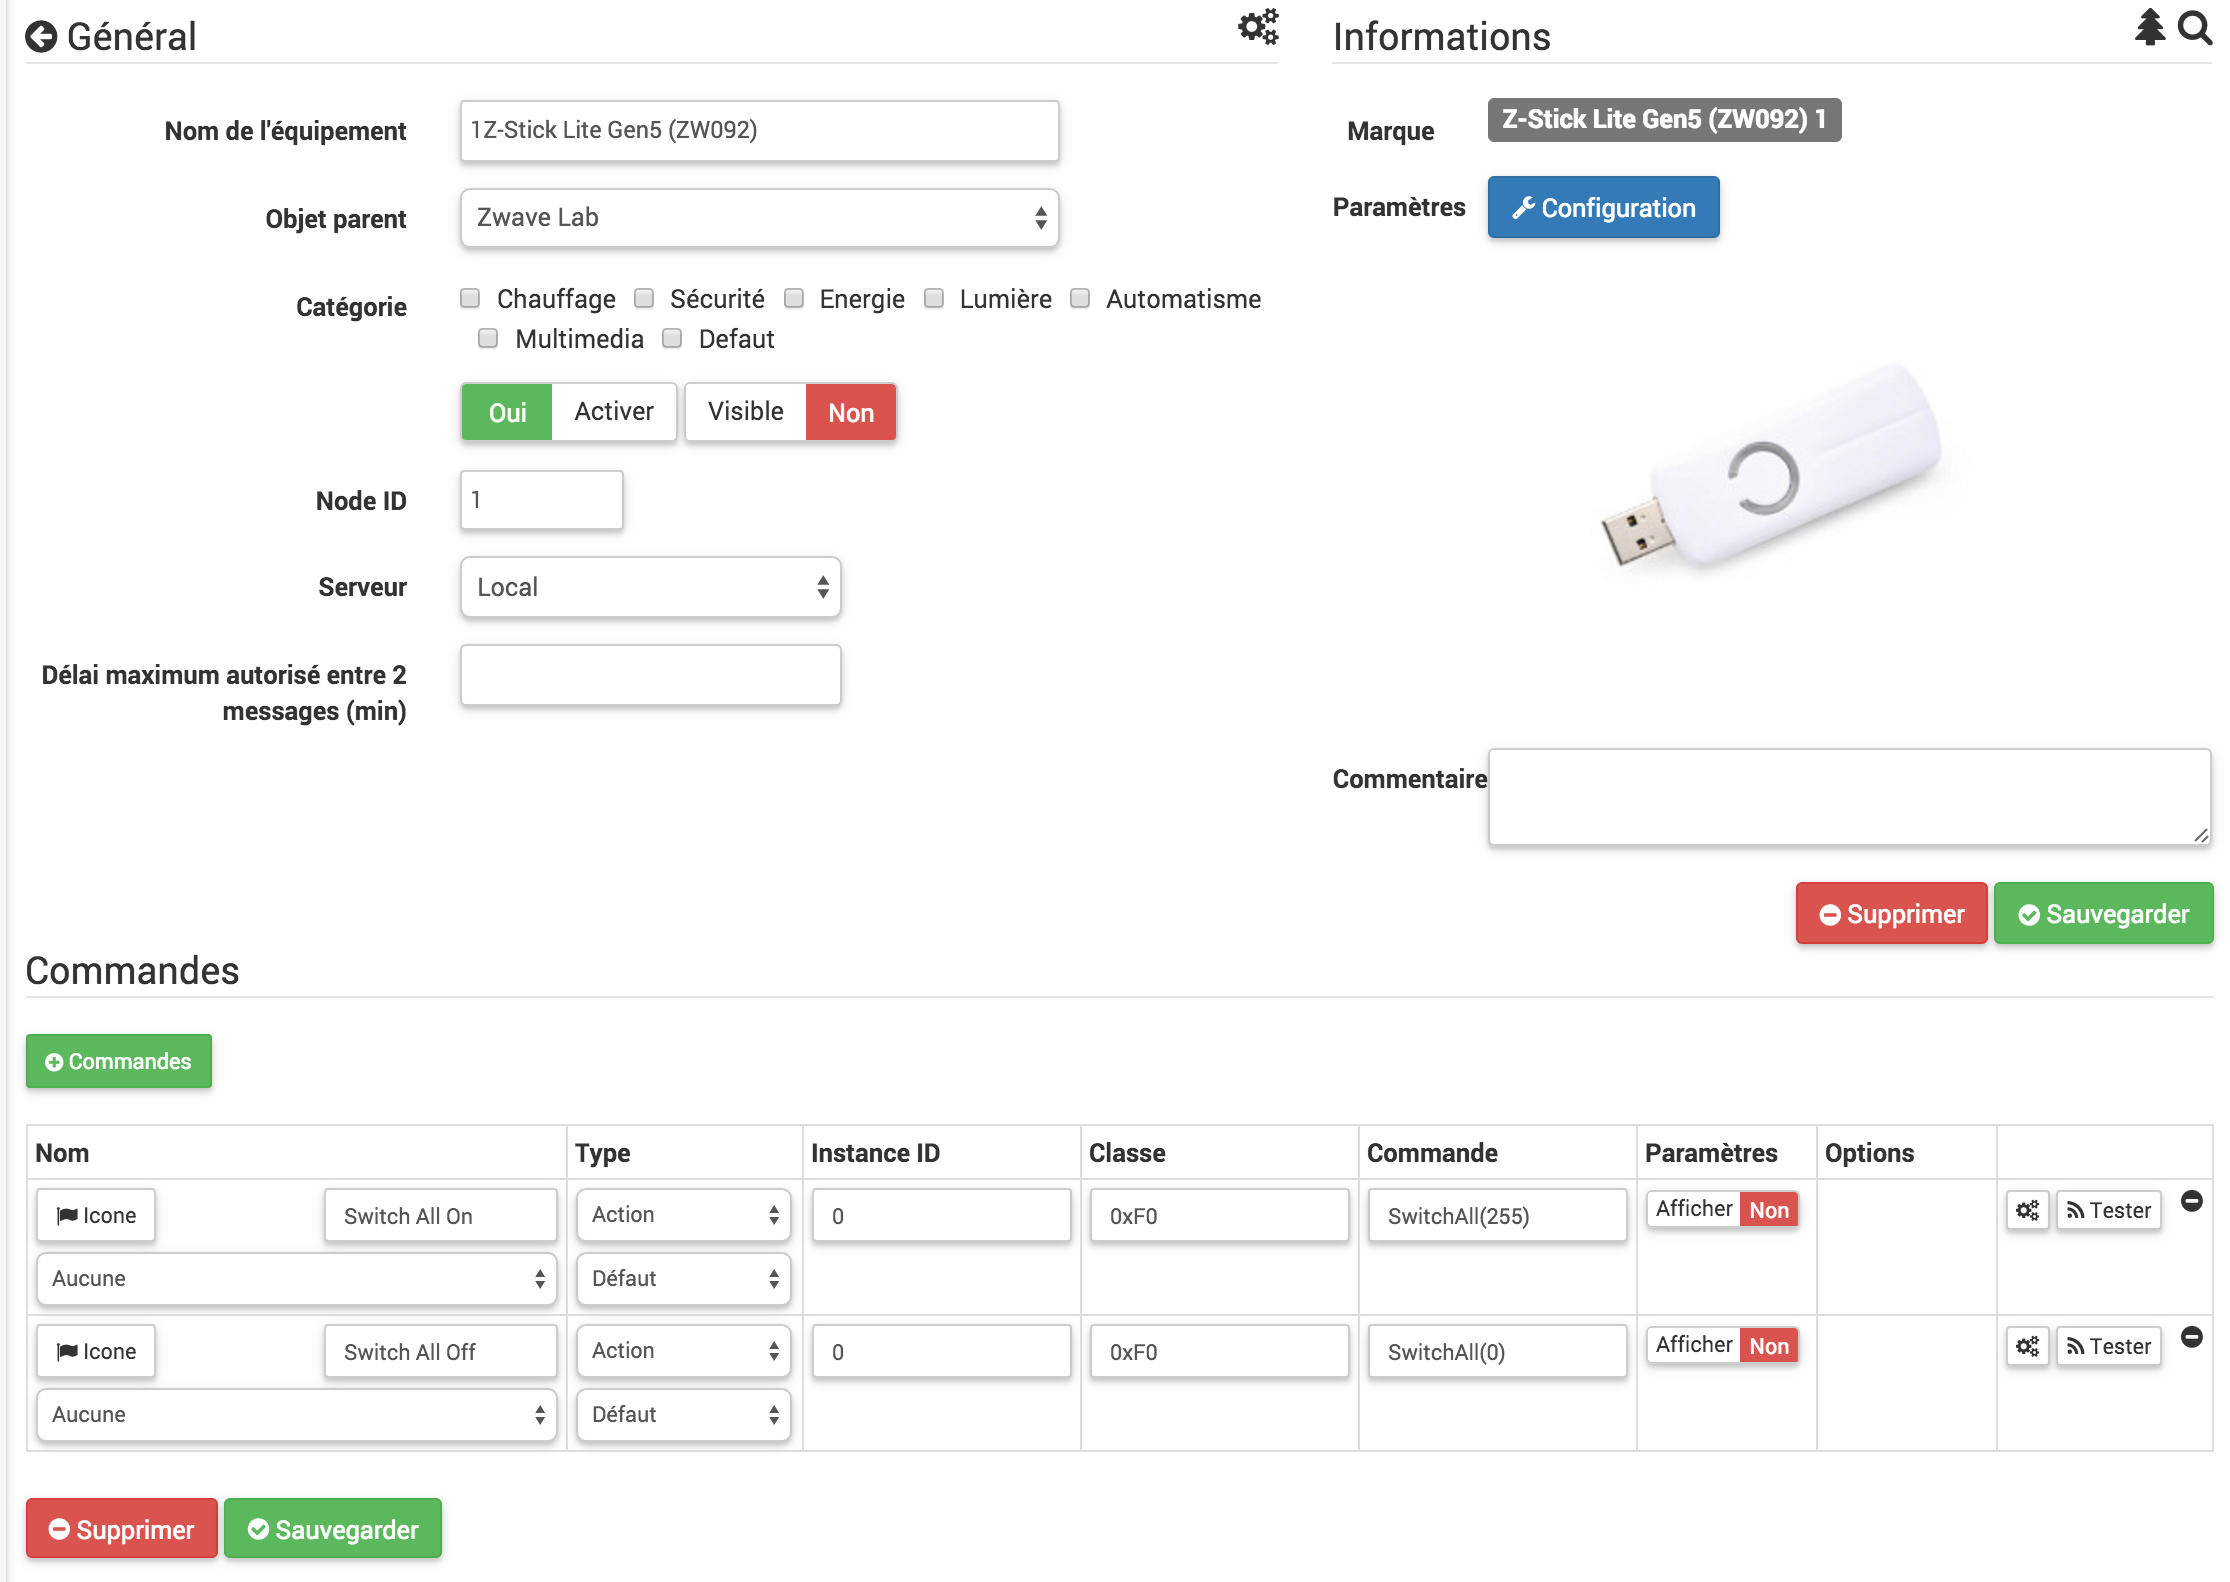 Général
Nom de l'équipement
1Z-Stick Lite Gen5 (ZW092)
Objet parent
Zwave Lab
Catégorie
Chauffage Sécurité Energie Lumière Automatisme
Multimedia Defaut
Oui Activer Visible Non
Node ID
1
Serveur
Local
Délai maximum autorisé entre 2
messages (min)
Informations
Marque
Z-Stick Lite Gen5 (ZW092) 1
Paramètres
Configuration
Commentaire
Supprimer Sauvegarder
Commandes
Commandes
Nom Type Instance ID Classe Commande Paramètres Options
Icone Switch All On Action 0 0xF0 SwitchAll(255) Afficher Non Tester
Aucune Défaut
Icone Switch All Off Action 0 0xF0 SwitchAll(0) Afficher Non Tester
Aucune Défaut
Supprimer Sauvegarder